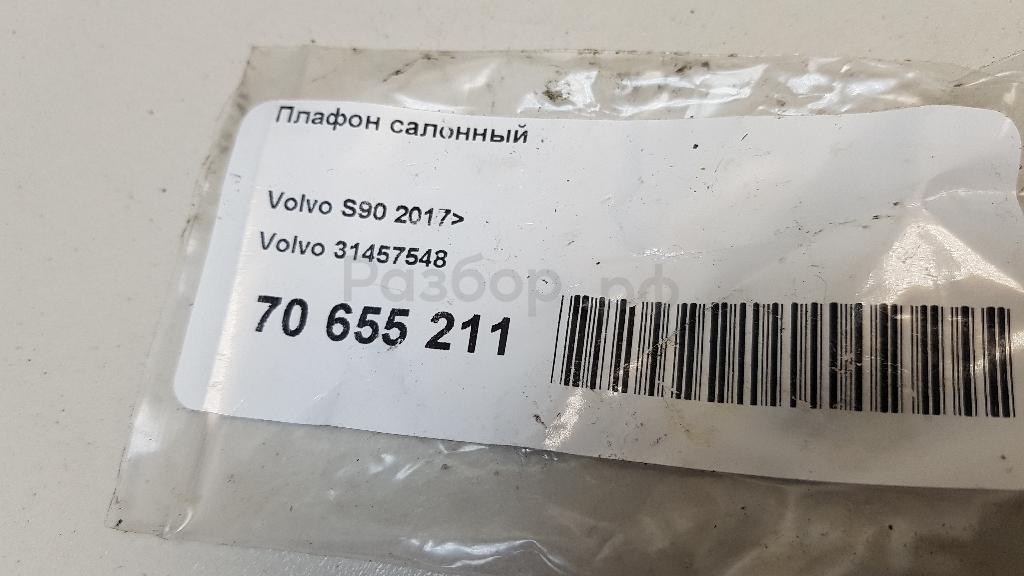 Плафон салонный
Volvo S90 2017>
Volvo 31457548
Разбор.рф
70 655 211